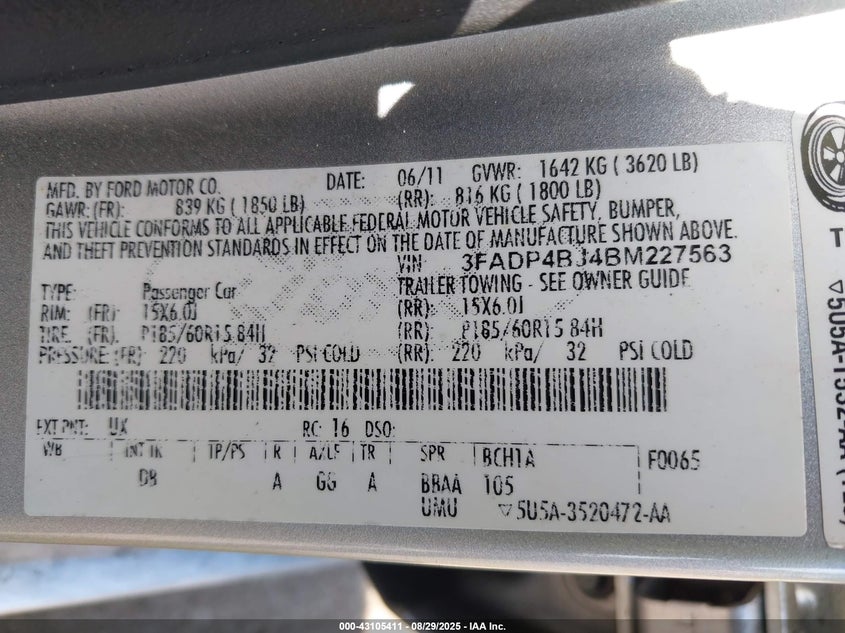 MFD. BY FORD MOTOR CO. DATE: 06/11 GVWR: 1642 KG ( 3620 LB)
GAWR: (FR): 839 KG ( 1850 LB) (RR): 816 KG ( 1800 LB)
THIS VEHICLE CONFORMS TO ALL APPLICABLE FEDERAL MOTOR VEHICLE SAFETY, BUMPER,
AND THEFT PREVENTION STANDARDS IN EFFECT ON THE DATE OF MANUFACTURE SHOWN ABOVE.
VIN: 3FADP4BJ4BM227563
TYPE: Passenger Car TRAILER TOWING - SEE OWNER GUIDE
RIM: (FR): 15X6.0J (RR): 15X6.0J
TIRE: (FR): P185/60R15 84H (RR): P185/60R15 84H
PRESSURE: (FR) 220 kPa/ 32 PSI COLD (RR): 220 kPa/ 32 PSI COLD
EXT PNT: UX RC: 16 DSO:
WB INT TR TP/PS R A/LE TR SPR BCH1A F0065
DB A GG A BBAA 105
UMU ▽5U5A-3520472-AA
T
▽5U5A-1532
000-43105411 - 08/29/2025 - IAA Inc.